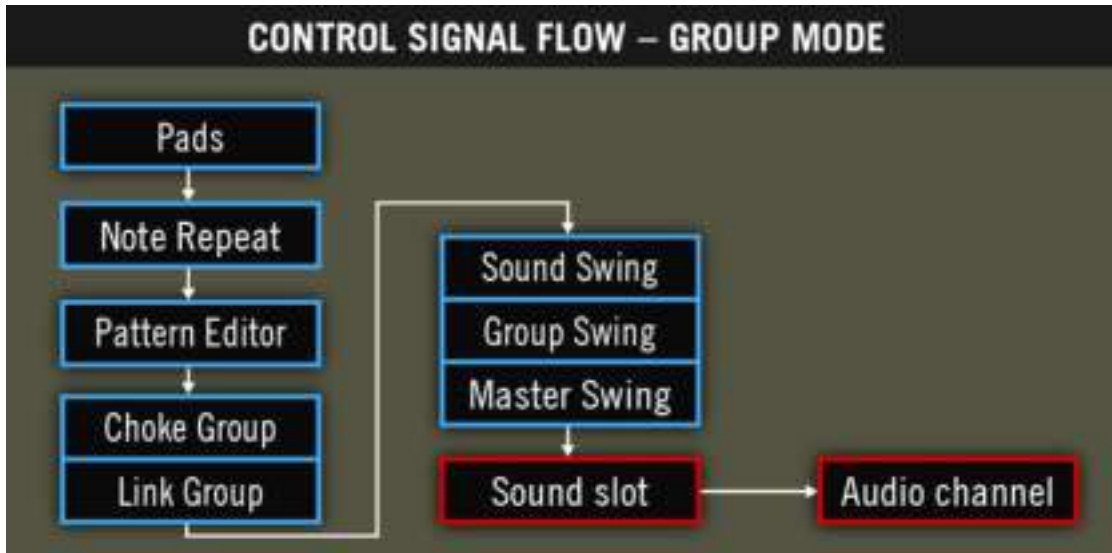 CONTROL SIGNAL FLOW – GROUP MODE
Pads
Note Repeat
Pattern Editor
Choke Group
Link Group
Sound Swing
Group Swing
Master Swing
Sound slot
Audio channel